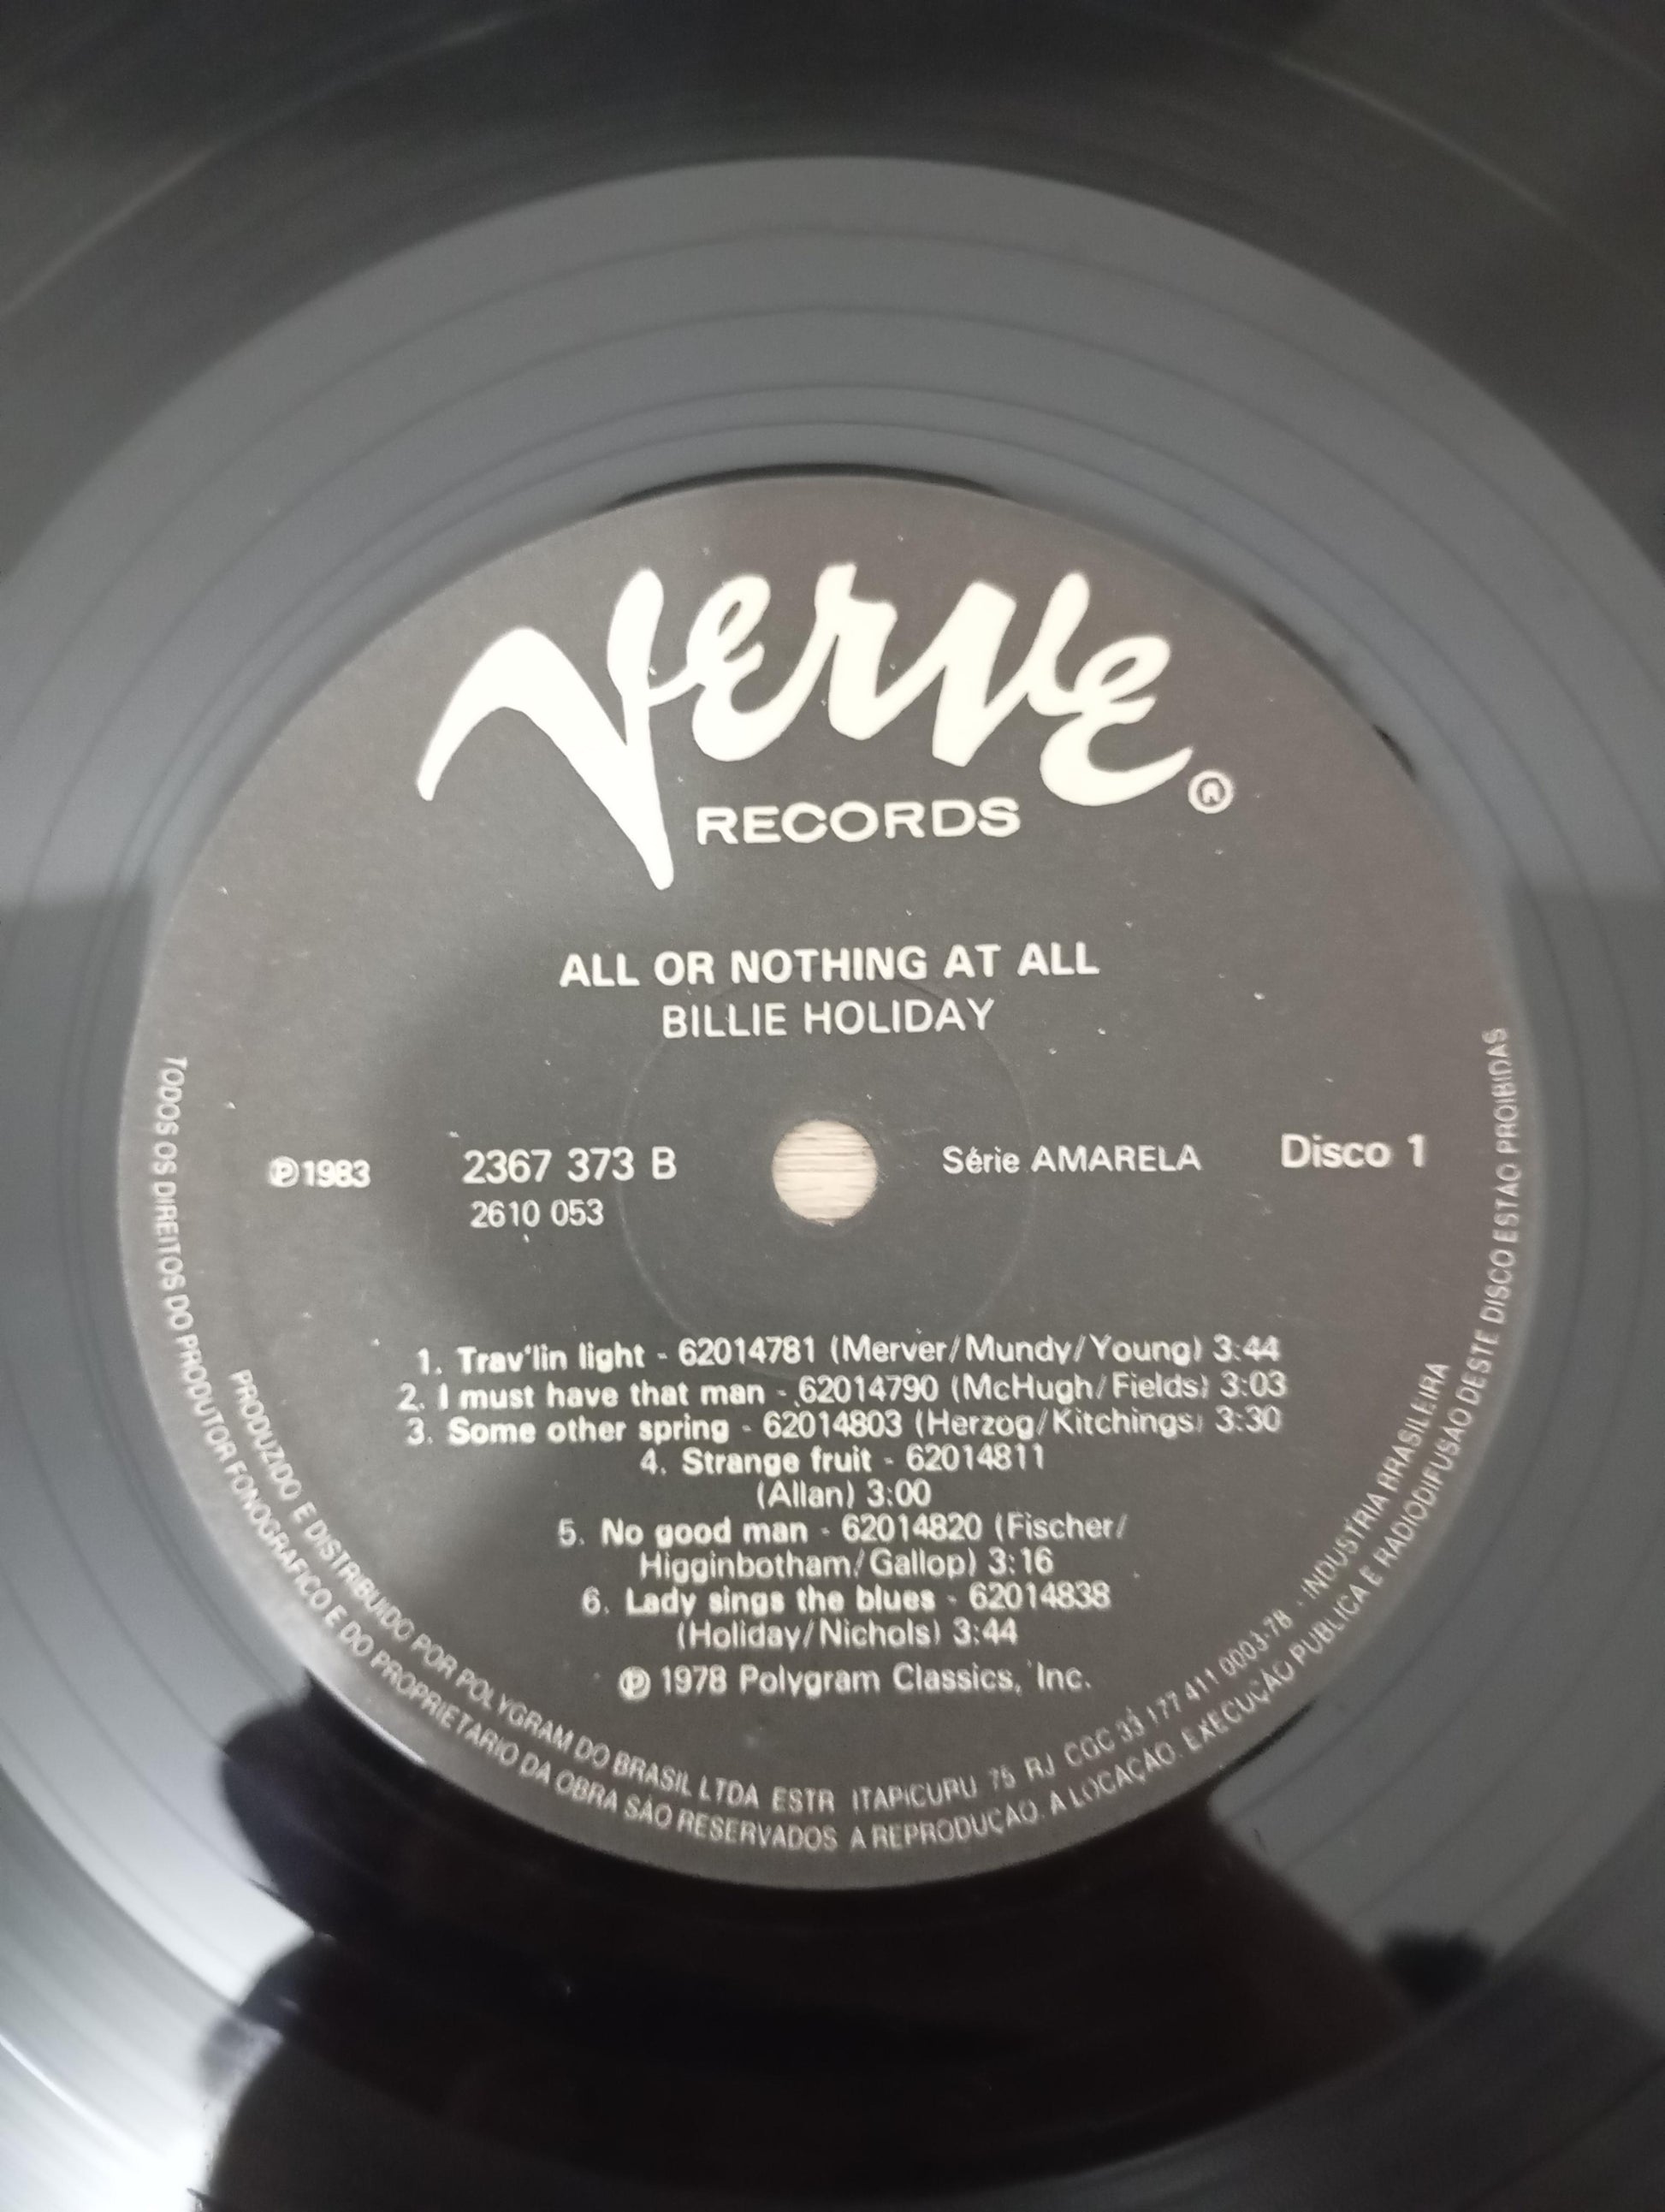 Verve
®
RECORDS
ALL OR NOTHING AT ALL
BILLIE HOLIDAY
℗1983
2367 373 B
2610 053
Série AMARELA
Disco 1
1. Trav'lin light - 62014781 (Merver/Mundy/Young) 3:44
2. I must have that man - 62014790 (McHugh/Fields) 3:03
3. Some other spring - 62014803 (Herzog/Kitchings) 3:30
4. Strange fruit - 62014811
(Allan) 3:00
5. No good man - 62014820 (Fischer/
Higginbotham/Gallop) 3:16
6. Lady sings the blues - 62014838
(Holiday/Nichols) 3:44
℗ 1978 Polygram Classics, Inc.
PRODUZIDO E DISTRIBUIDO POR POLYGRAM DO BRASIL LTDA ESTR ITAPICURU 75 RJ CGC 33 177 411 0003-78 - INDUSTRIA BRASILEIRA
TODOS OS DIREITOS DO PRODUTOR FONOGRAFICO E DO PROPRIETARIO DA OBRA SÃO RESERVADOS A REPRODUÇÃO. A LOCAÇÃO. EXECUÇÃO PUBLICA E RADIODIFUSÃO DESTE DISCO ESTÃO PROIBIDAS